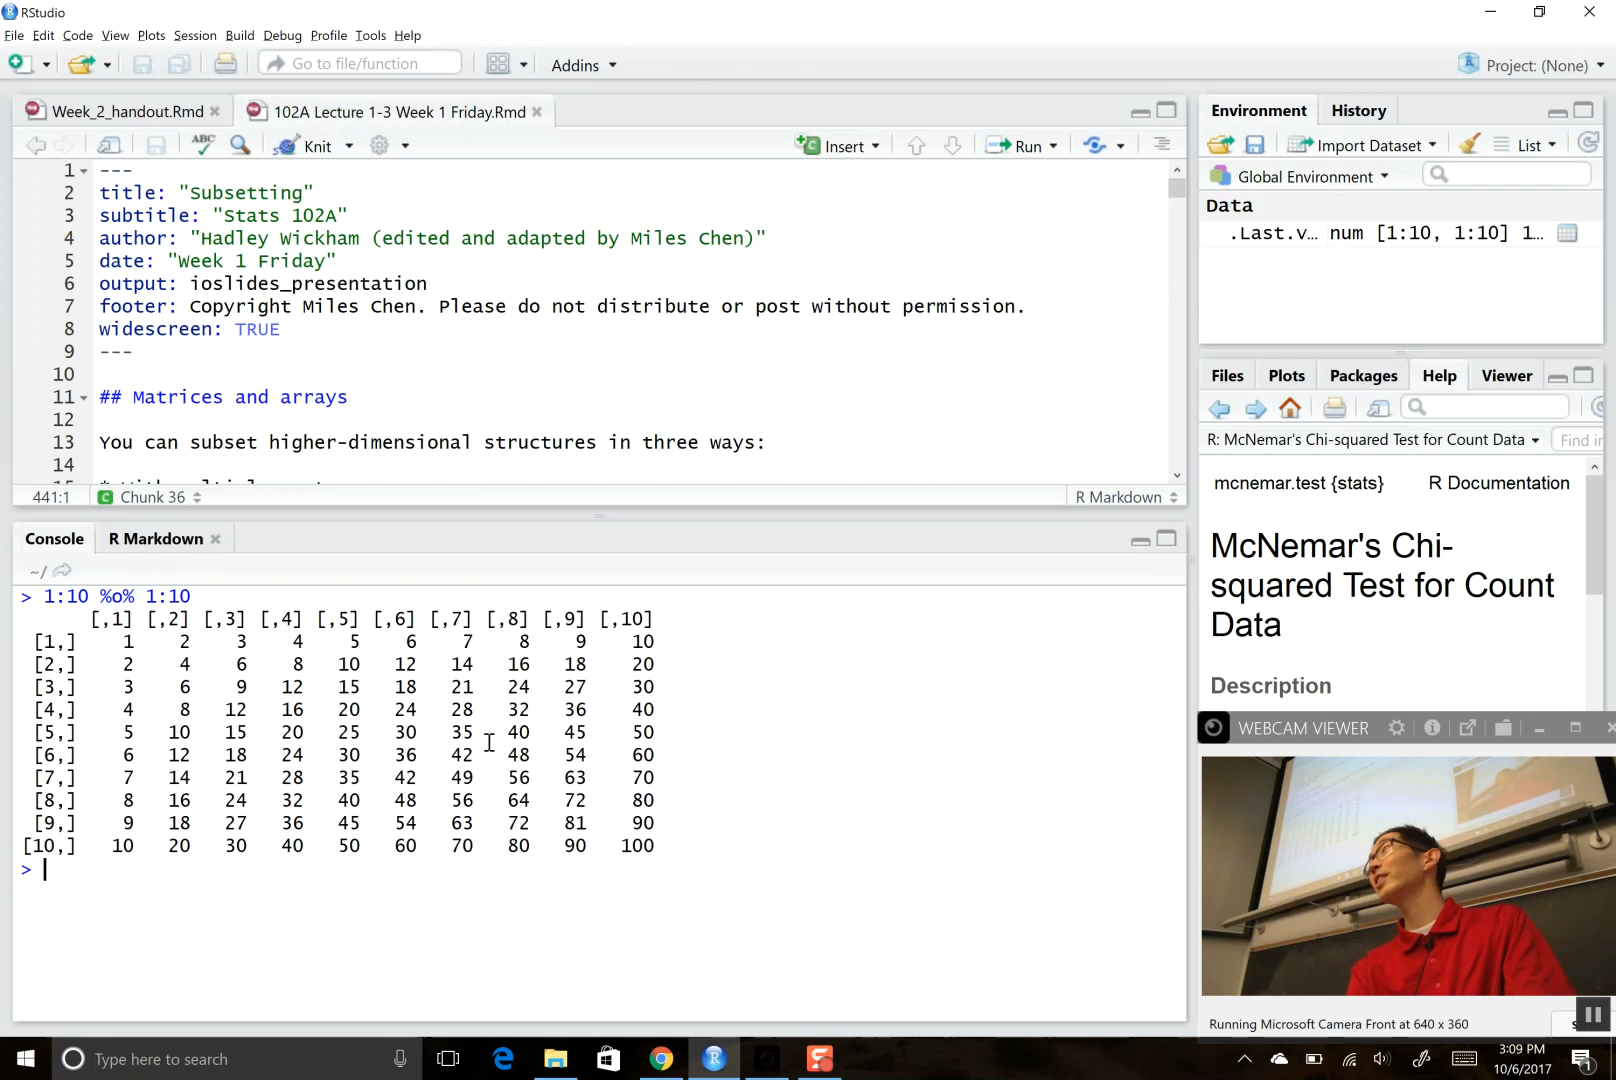 RStudio
File Edit Code View Plots Session Build Debug Profile Tools Help
Go to file/function Addins Project: (None)
Week_2_handout.Rmd 102A Lecture 1-3 Week 1 Friday.Rmd
ABC Knit Insert Run
1 ---
2 title: "Subsetting"
3 subtitle: "Stats 102A"
4 author: "Hadley Wickham (edited and adapted by Miles Chen)"
5 date: "Week 1 Friday"
6 output: ioslides_presentation
7 footer: Copyright Miles Chen. Please do not distribute or post without permission.
8 widescreen: TRUE
9 ---
10
11 ## Matrices and arrays
12
13 You can subset higher-dimensional structures in three ways:
14
441:1 C Chunk 36 R Markdown
Console R Markdown
~/
> 1:10 %o% 1:10
[,1] [,2] [,3] [,4] [,5] [,6] [,7] [,8] [,9] [,10]
[1,] 1 2 3 4 5 6 7 8 9 10
[2,] 2 4 6 8 10 12 14 16 18 20
[3,] 3 6 9 12 15 18 21 24 27 30
[4,] 4 8 12 16 20 24 28 32 36 40
[5,] 5 10 15 20 25 30 35 40 45 50
[6,] 6 12 18 24 30 36 42 48 54 60
[7,] 7 14 21 28 35 42 49 56 63 70
[8,] 8 16 24 32 40 48 56 64 72 80
[9,] 9 18 27 36 45 54 63 72 81 90
[10,] 10 20 30 40 50 60 70 80 90 100
>
Environment History
Import Dataset List
Global Environment
Data
.Last.v… num [1:10, 1:10] 1…
Files Plots Packages Help Viewer
R: McNemar's Chi-squared Test for Count Data Find in
mcnemar.test {stats} R Documentation
McNemar's Chi-
squared Test for Count
Data
Description
WEBCAM VIEWER
Running Microsoft Camera Front at 640 x 360
Type here to search
3:09 PM
10/6/2017
1